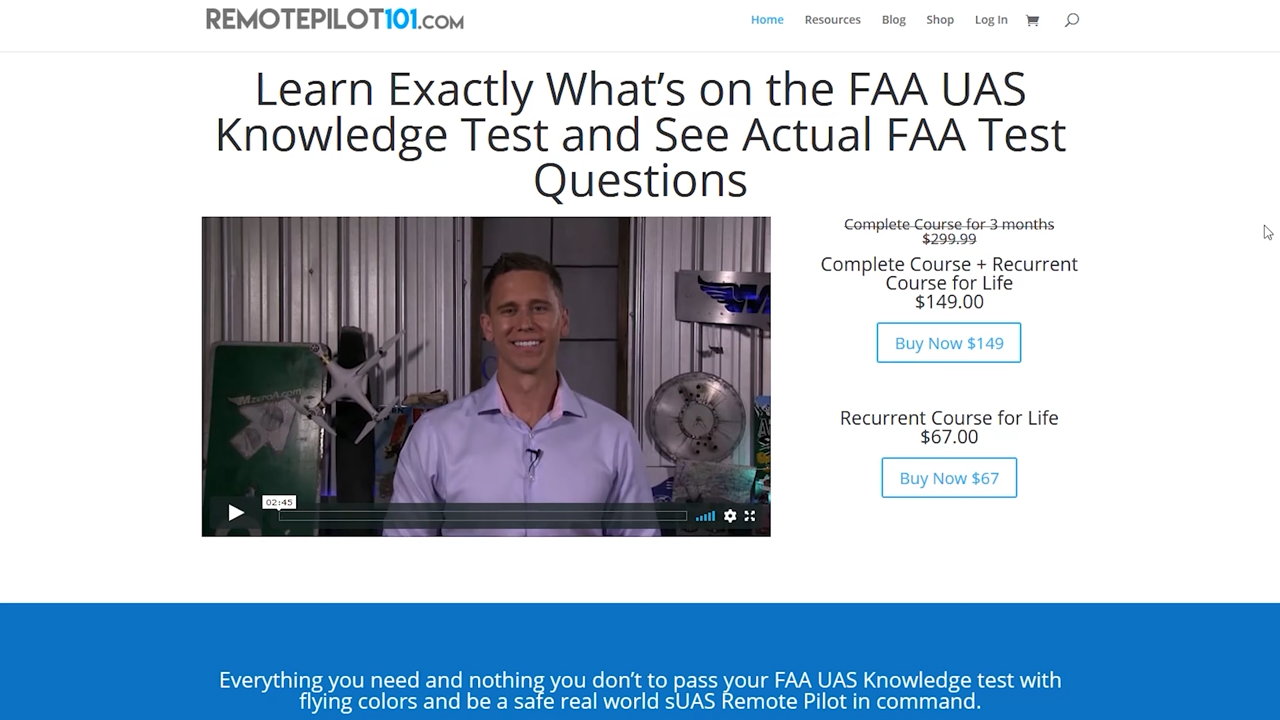 REMOTEPILOT101.COM
Home Resources Blog Shop Log In
Learn Exactly What's on the FAA UAS
Knowledge Test and See Actual FAA Test
Questions
Complete Course for 3 months
$299.99
Complete Course + Recurrent
Course for Life
$149.00
Buy Now $149
MzeroA.com
02:45
Recurrent Course for Life
$67.00
Buy Now $67
Everything you need and nothing you don't to pass your FAA UAS Knowledge test with
flying colors and be a safe real world sUAS Remote Pilot in command.